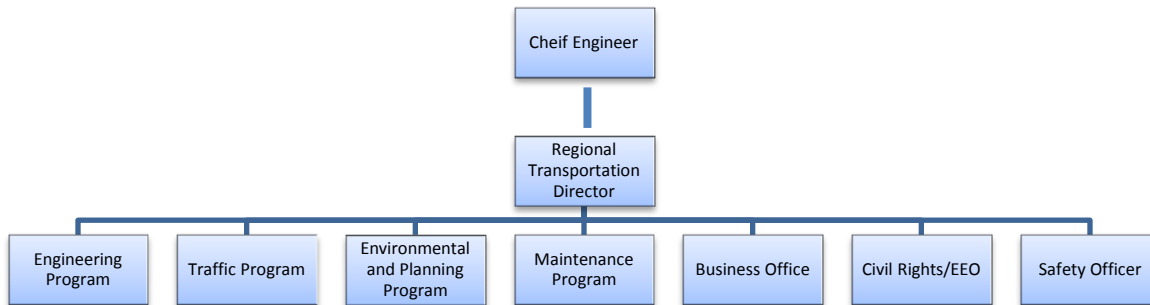 Cheif Engineer
Regional
Transportation
Director
Engineering
Program
Traffic Program
Environmental
and Planning
Program
Maintenance
Program
Business Office
Civil Rights/EEO
Safety Officer